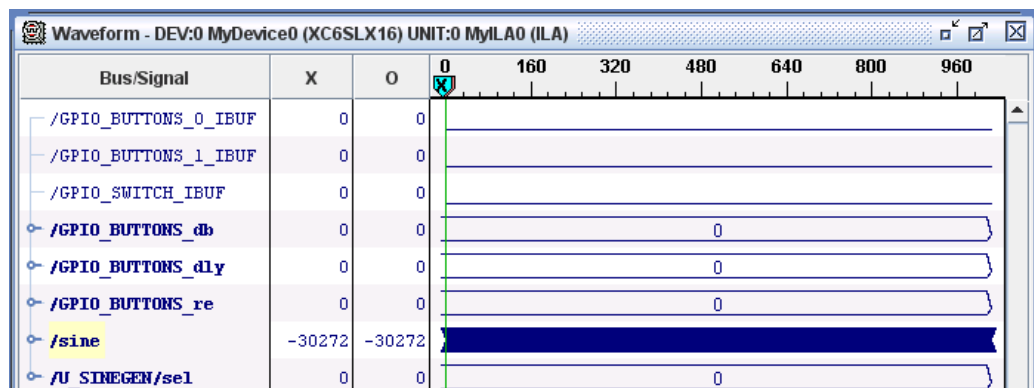 Waveform - DEV:0 MyDevice0 (XC6SLX16) UNIT:0 MyILA0 (ILA)
Bus/Signal X O 0 160 320 480 640 800 960
X
/GPIO_BUTTONS_0_IBUF 0 0
/GPIO_BUTTONS_1_IBUF 0 0
/GPIO_SWITCH_IBUF 0 0
/GPIO_BUTTONS_db 0 0 0
/GPIO_BUTTONS_dly 0 0 0
/GPIO_BUTTONS_re 0 0 0
/sine -30272 -30272
/U_SINEGEN/sel 0 0 0